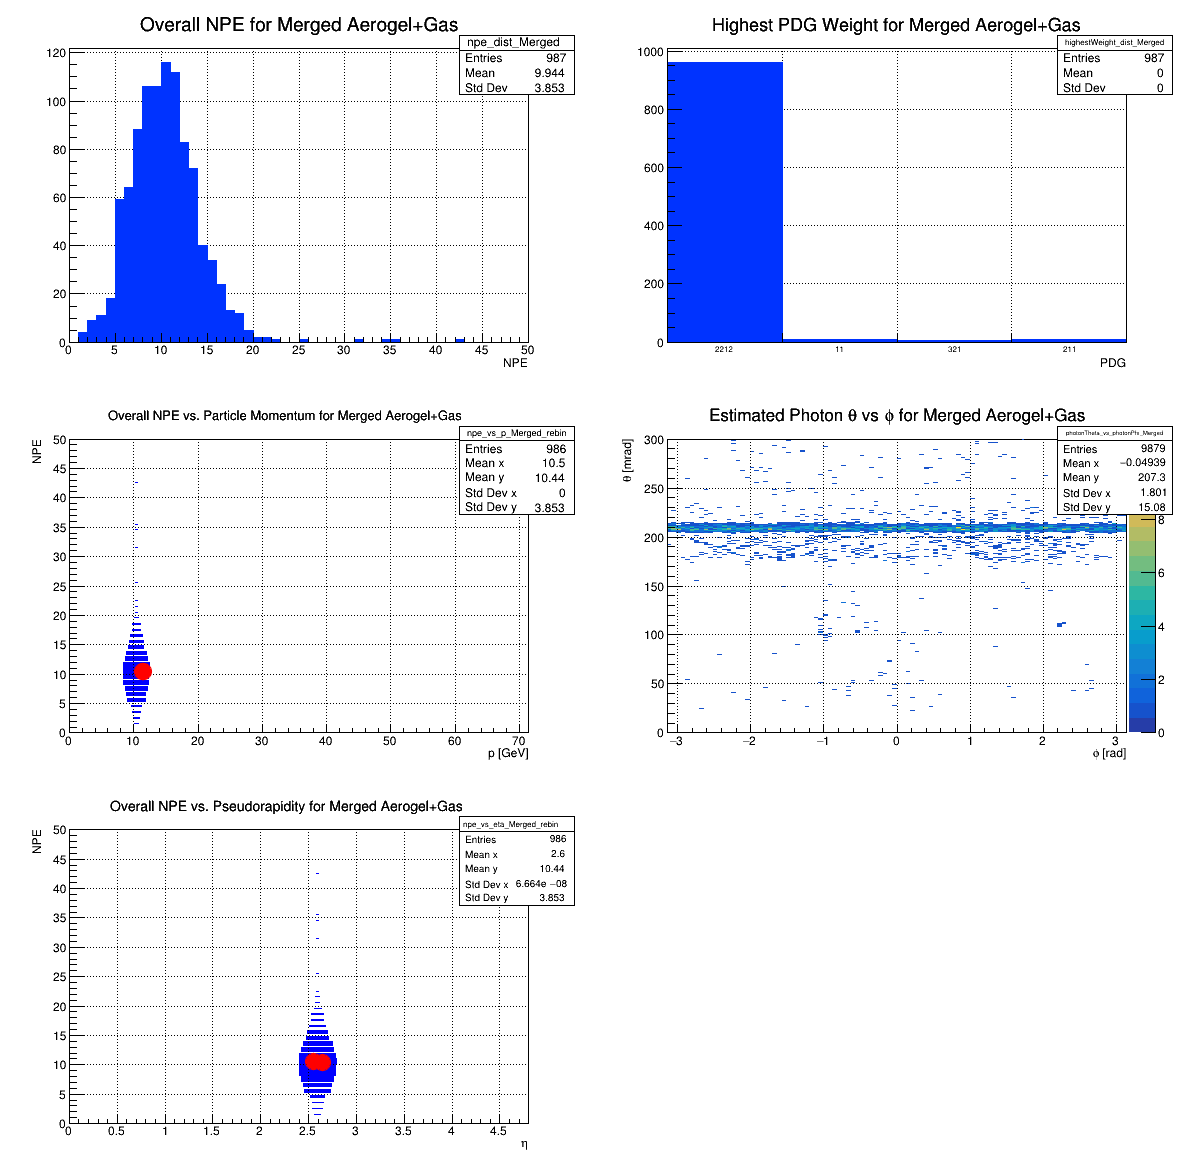 Overall NPE for Merged Aerogel+Gas
npe_dist_Merged
Entries 987
Mean 9.944
Std Dev 3.853
120
100
80
60
40
20
0
0 5 10 15 20 25 30 35 40 45 50
NPE
Highest PDG Weight for Merged Aerogel+Gas
highestWeight_dist_Merged
Entries 987
Mean 0
Std Dev 0
1000
800
600
400
200
0
2212 11 321 211
PDG
Overall NPE vs. Particle Momentum for Merged Aerogel+Gas
npe_vs_p_Merged_rebin
Entries 986
Mean x 10.5
Mean y 10.44
Std Dev x 0
Std Dev y 3.853
NPE
50
45
40
35
30
25
20
15
10
5
0
0 10 20 30 40 50 60 70
p [GeV]
Estimated Photon θ vs ϕ for Merged Aerogel+Gas
photonTheta_vs_photonPhi_Merged
Entries 9879
Mean x −0.04939
Mean y 207.3
Std Dev x 1.801
Std Dev y 15.08
θ [mrad]
300
250
200
150
100
50
0
−3 −2 −1 0 1 2 3
ϕ [rad]
8
6
4
2
0
Overall NPE vs. Pseudorapidity for Merged Aerogel+Gas
npe_vs_eta_Merged_rebin
Entries 986
Mean x 2.6
Mean y 10.44
Std Dev x 6.664e −08
Std Dev y 3.853
NPE
50
45
40
35
30
25
20
15
10
5
0
0 0.5 1 1.5 2 2.5 3 3.5 4 4.5
η